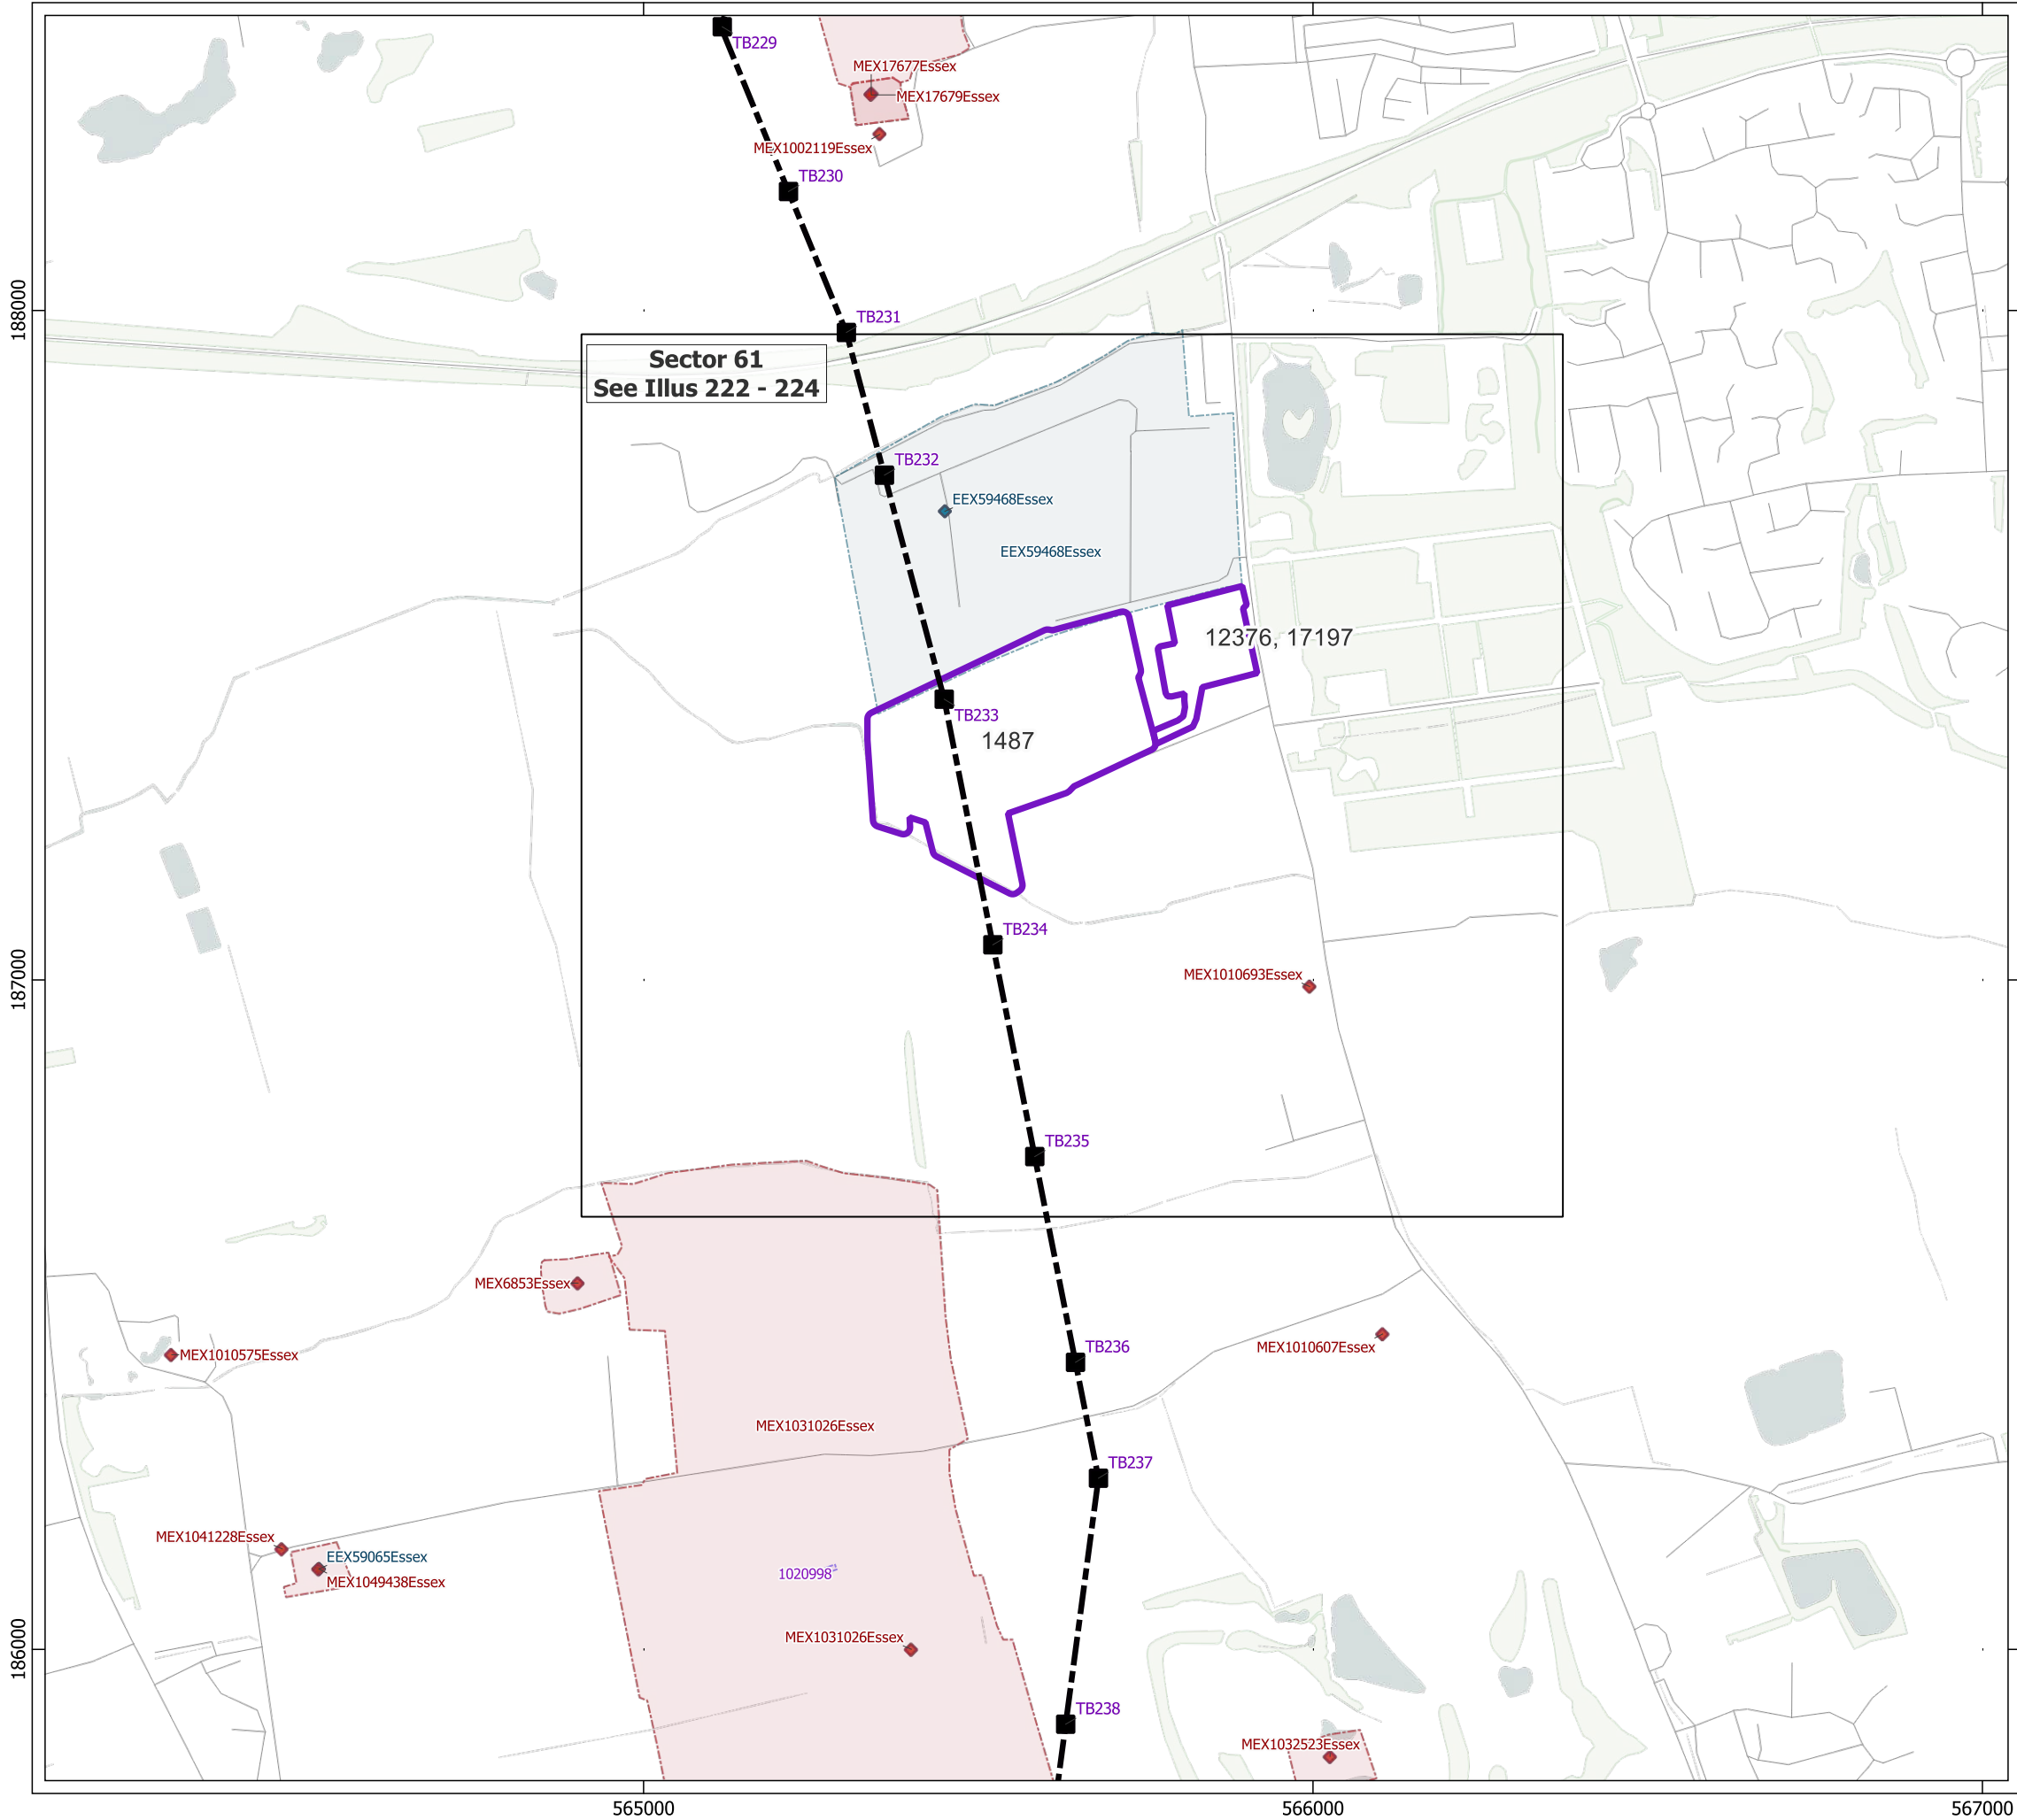 TB229
MEX17677Essex
MEX17679Essex
MEX1002119Essex
TB230
188000
TB231
Sector 61
See Illus 222 - 224
TB232
EEX59468Essex
EEX59468Essex
12376, 17197
TB233
1487
TB234
187000
MEX1010693Essex
TB235
MEX6853Essex
TB236
MEX1010607Essex
MEX1010575Essex
MEX1031026Essex
TB237
MEX1041228Essex
EEX59065Essex
MEX1049438Essex
1020998
MEX1031026Essex
186000
TB238
MEX1032523Essex
565000
566000
567000